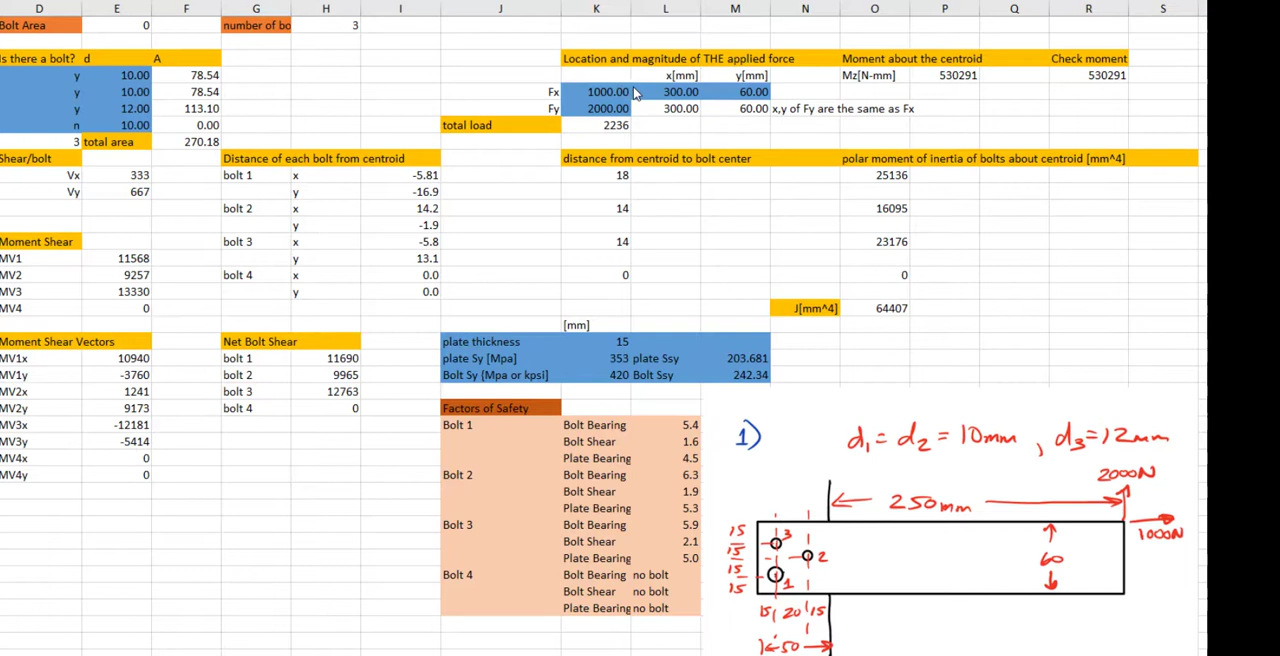 D E F G H I J K L M N O P Q R S
Bolt Area 0 number of bo 3
Is there a bolt? d A Location and magnitude of THE applied force Moment about the centroid Check moment
y 10.00 78.54 x[mm] y[mm] Mz[N-mm] 530291 530291
y 10.00 78.54 Fx 1000.00 300.00 60.00
y 12.00 113.10 Fy 2000.00 300.00 60.00 x,y of Fy are the same as Fx
n 10.00 0.00 total load 2236
3 total area 270.18
Shear/bolt Distance of each bolt from centroid distance from centroid to bolt center polar moment of inertia of bolts about centroid [mm^4]
Vx 333 bolt 1 x -5.81 18 25136
Vy 667 y -16.9
bolt 2 x 14.2 14 16095
y -1.9
Moment Shear bolt 3 x -5.8 14 23176
MV1 11568 y 13.1
MV2 9257 bolt 4 x 0.0 0 0
MV3 13330 y 0.0
MV4 0 J[mm^4] 64407
[mm]
Moment Shear Vectors Net Bolt Shear plate thickness 15
MV1x 10940 bolt 1 11690 plate Sy [Mpa] 353 plate Ssy 203.681
MV1y -3760 bolt 2 9965 Bolt Sy [Mpa or kpsi] 420 Bolt Ssy 242.34
MV2x 1241 bolt 3 12763
MV2y 9173 bolt 4 0 Factors of Safety
MV3x -12181 Bolt 1 Bolt Bearing 5.4
MV3y -5414 Bolt Shear 1.6
MV4x 0 Plate Bearing 4.5
MV4y 0 Bolt 2 Bolt Bearing 6.3
Bolt Shear 1.9
Plate Bearing 5.3
Bolt 3 Bolt Bearing 5.9
Bolt Shear 2.1
Plate Bearing 5.0
Bolt 4 Bolt Bearing no bolt
Bolt Shear no bolt
Plate Bearing no bolt
1) d1=d2=10mm , d3=12mm
2000N
250mm
1000N
15 3
15 2 60
15 1
15
15 20 15
50